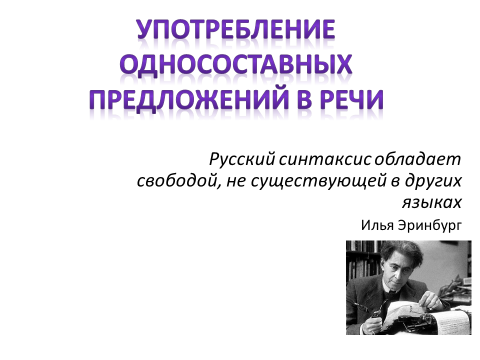 УПОТРЕБЛЕНИЕ
ОДНОСОСТАВНЫХ
ПРЕДЛОЖЕНИЙ В РЕЧИ
Русский синтаксис обладает
свободой, не существующей в других
языках
Илья Эринбург